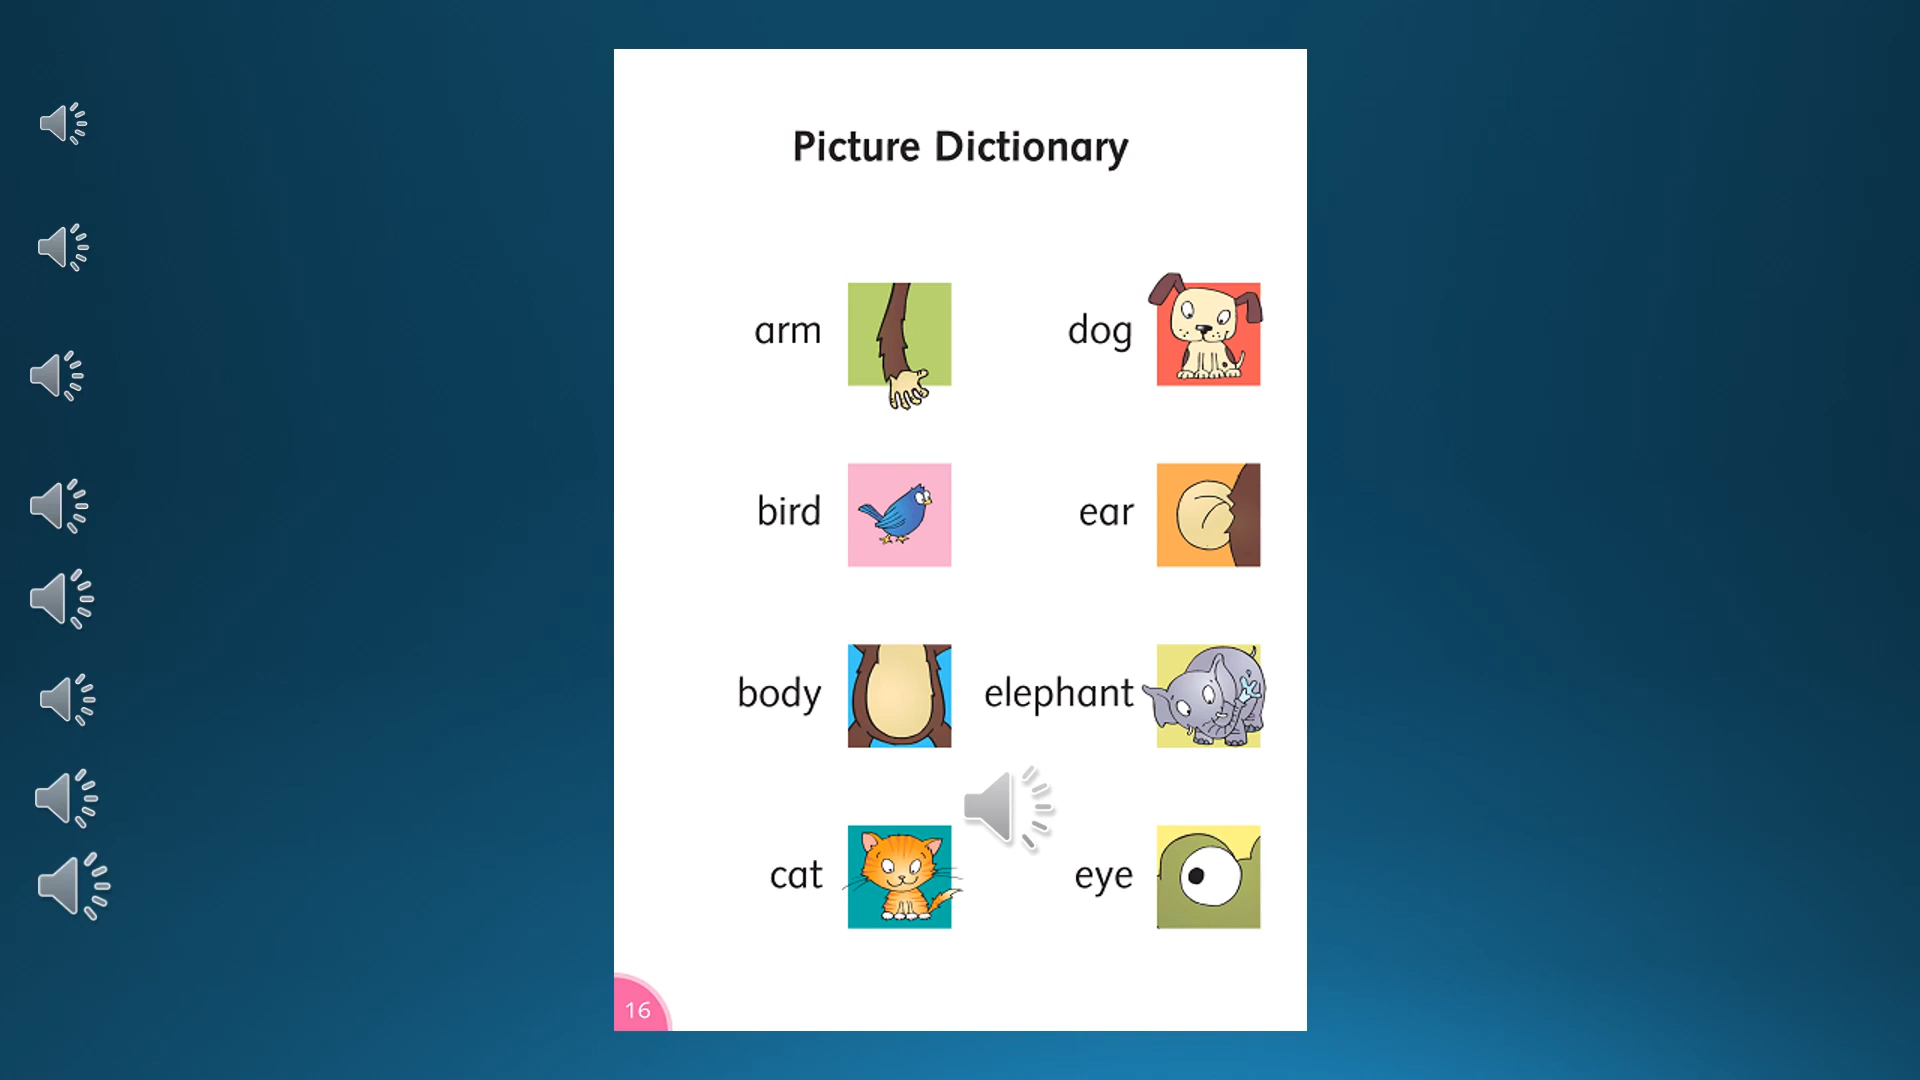 Picture Dictionary
arm
dog
bird
ear
body
elephant
cat
eye
16